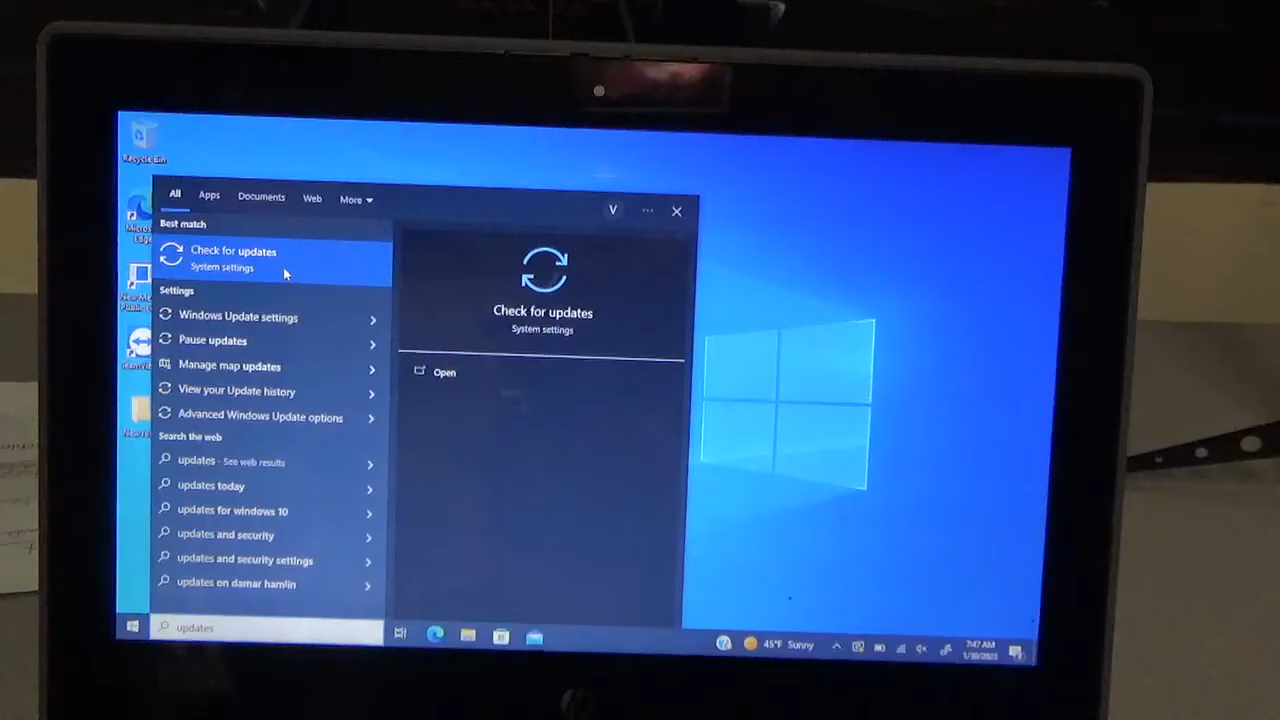 Recycle Bin
Edge
All Apps Documents Web More
V
Best match
Check for updates
System settings
Settings
Windows Update settings
Pause updates
Manage map updates
View your Update history
Advanced Windows Update options
Search the web
updates - See web results
updates today
updates for windows 10
updates and security
updates and security settings
updates on damar hamlin
updates
Check for updates
System settings
Open
45°F Sunny
7:47 AM
hp